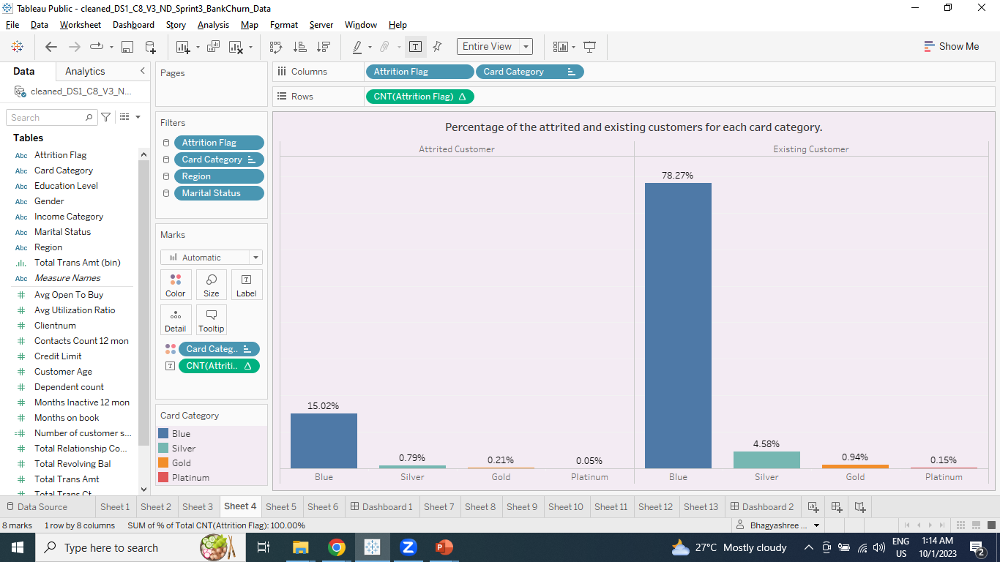 Tableau Public - cleaned_DS1_C8_V3_ND_Sprint3_BankChurn_Data
File Data Worksheet Dashboard Story Analysis Map Format Server Window Help
Entire View
Show Me
Data Analytics
cleaned_DS1_C8_V3_N...
Search
Tables
Abc Attrition Flag
Abc Card Category
Abc Education Level
Abc Gender
Abc Income Category
Abc Marital Status
Abc Region
Total Trans Amt (bin)
Abc Measure Names
# Avg Open To Buy
# Avg Utilization Ratio
# Clientnum
# Contacts Count 12 mon
# Credit Limit
# Customer Age
# Dependent count
# Months Inactive 12 mon
# Months on book
=# Number of customer s...
# Total Relationship Co...
# Total Revolving Bal
# Total Trans Amt
# Total Trans Ct
Pages
Filters
Attrition Flag
Card Category
Region
Marital Status
Marks
Automatic
Color Size Label
Detail Tooltip
Card Categ..
CNT(Attriti.. Δ
Card Category
Blue
Silver
Gold
Platinum
Columns Attrition Flag Card Category
Rows CNT(Attrition Flag) Δ
Percentage of the attrited and existing customers for each card category.
Attrited Customer Existing Customer
78.27%
15.02%
0.79%
0.21%
0.05%
4.58%
0.94%
0.15%
Blue Silver Gold Platinum Blue Silver Gold Platinum
Data Source Sheet 1 Sheet 2 Sheet 3 Sheet 4 Sheet 5 Sheet 6 Dashboard 1 Sheet 7 Sheet 8 Sheet 9 Sheet 10 Sheet 11 Sheet 12 Sheet 13 Dashboard 2
8 marks 1 row by 8 columns SUM of % of Total CNT(Attrition Flag): 100.00%
Bhagyashree ...
Type here to search
27°C Mostly cloudy
ENG
US
1:14 AM
10/1/2023
2